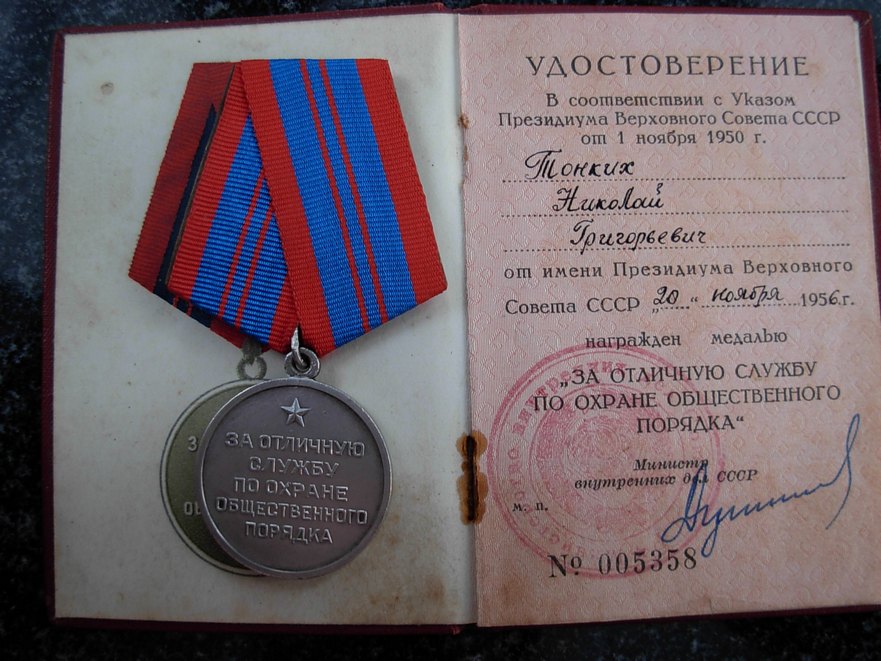 ЗА ОТЛИЧНУЮ
СЛУЖБУ
ПО ОХРАНЕ
ОБЩЕСТВЕННОГО
ПОРЯДКА
УДОСТОВЕРЕНИЕ
В соответствии с Указом
Президиума Верховного Совета СССР
от 1 ноября 1950 г.
Тонких
Николай
Григорьевич
от имени Президиума Верховного
Совета СССР „20“ ноября 1956 г.
награжден медалью
„ЗА ОТЛИЧНУЮ СЛУЖБУ
ПО ОХРАНЕ ОБЩЕСТВЕННОГО
ПОРЯДКА“
Министр
внутренних дел СССР
м. п.
№ 005358